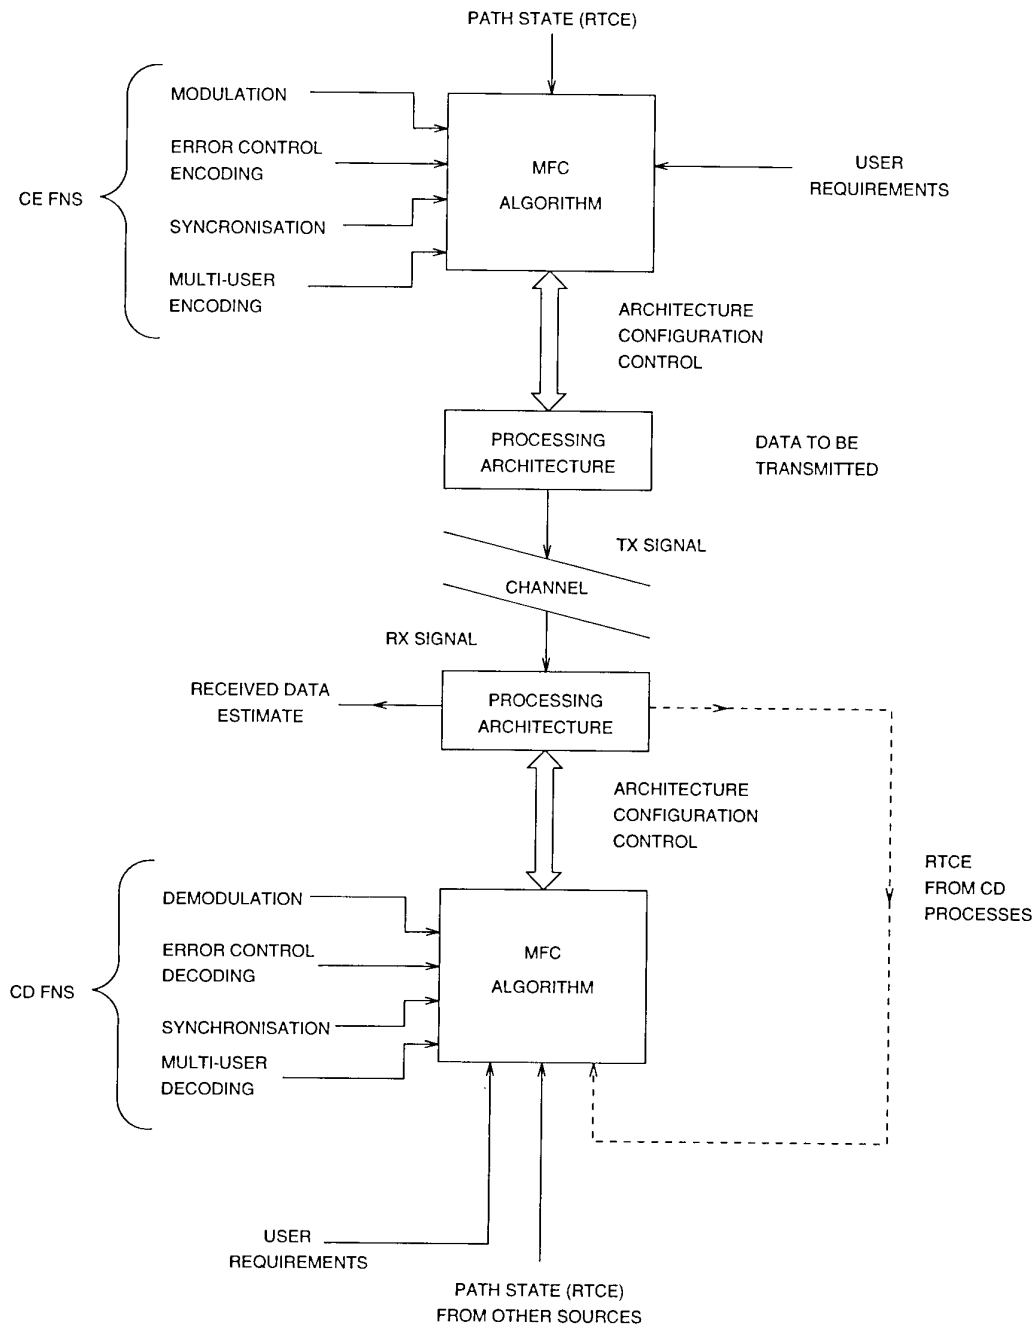 PATH STATE (RTCE)
MODULATION
ERROR CONTROL
ENCODING
CE FNS
SYNCRONISATION
MULTI-USER
ENCODING
MFC
ALGORITHM
USER
REQUIREMENTS
ARCHITECTURE
CONFIGURATION
CONTROL
PROCESSING
ARCHITECTURE
DATA TO BE
TRANSMITTED
TX SIGNAL
CHANNEL
RX SIGNAL
RECEIVED DATA
ESTIMATE
PROCESSING
ARCHITECTURE
ARCHITECTURE
CONFIGURATION
CONTROL
RTCE
FROM CD
PROCESSES
DEMODULATION
ERROR CONTROL
DECODING
CD FNS
SYNCHRONISATION
MULTI-USER
DECODING
MFC
ALGORITHM
USER
REQUIREMENTS
PATH STATE (RTCE)
FROM OTHER SOURCES